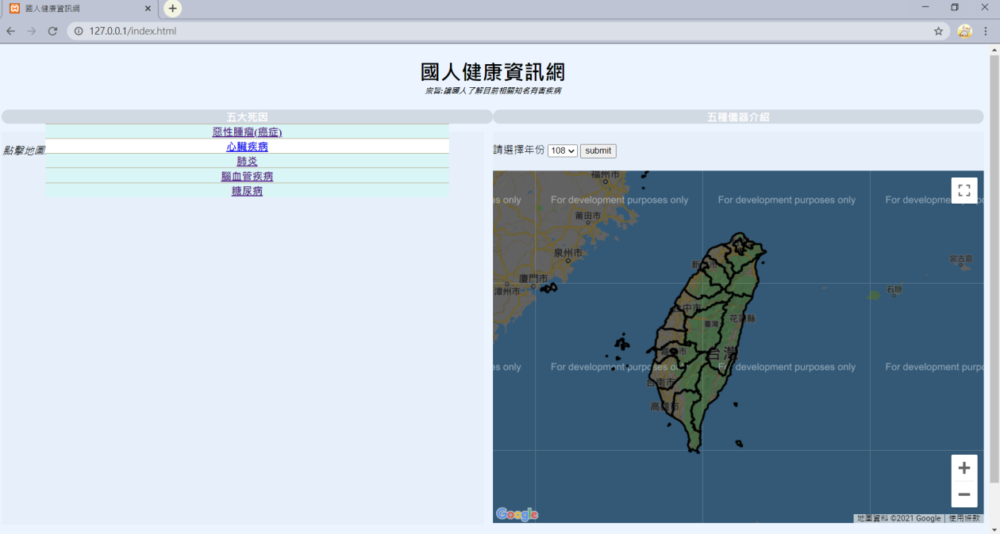 國人健康資訊網
127.0.0.1/index.html
國人健康資訊網
宗旨:讓國人了解目前相關知名有害疾病
五大死因
五種儀器介紹
惡性腫瘤(癌症)
心臟疾病
肺炎
腦血管疾病
糖尿病
點擊地圖
請選擇年份 108 submit
福州市
es only
For development purposes only
For development purposes only
For developme
莆田市
泉州市
宮古島
廈門市
漳州市
石垣
台中市
臺灣
花蓮縣
台灣
es only
For development purposes only
For development purposes only
For development purp
台南市
高雄市
Google
地圖資料 ©2021 Google
使用條款